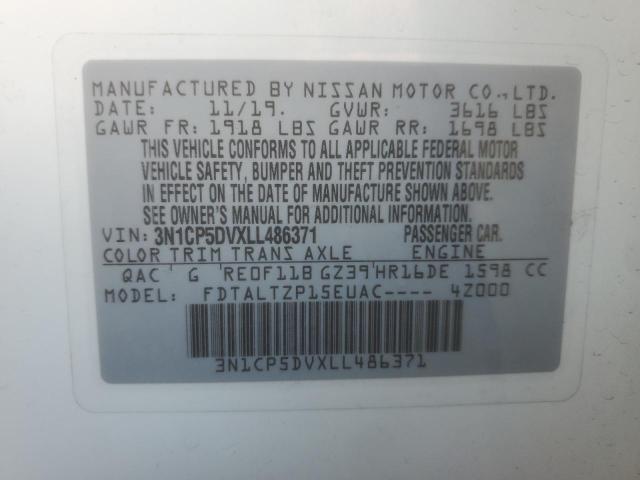 MANUFACTURED BY NISSAN MOTOR CO., LTD.
DATE: 11/19. GVWR: 3616 LBS
GAWR FR: 1918 LBS GAWR RR: 1698 LBS
THIS VEHICLE CONFORMS TO ALL APPLICABLE FEDERAL MOTOR
VEHICLE SAFETY, BUMPER AND THEFT PREVENTION STANDARDS
IN EFFECT ON THE DATE OF MANUFACTURE SHOWN ABOVE.
SEE OWNER'S MANUAL FOR ADDITIONAL INFORMATION.
VIN: 3N1CP5DVXLL486371 PASSENGER CAR.
COLOR TRIM TRANS AXLE ENGINE
QAC G RE0F11B GZ39 HR16DE 1598 CC
MODEL: FDTALTZP15EUAC---- 4Z000
3N1CP5DVXLL486371